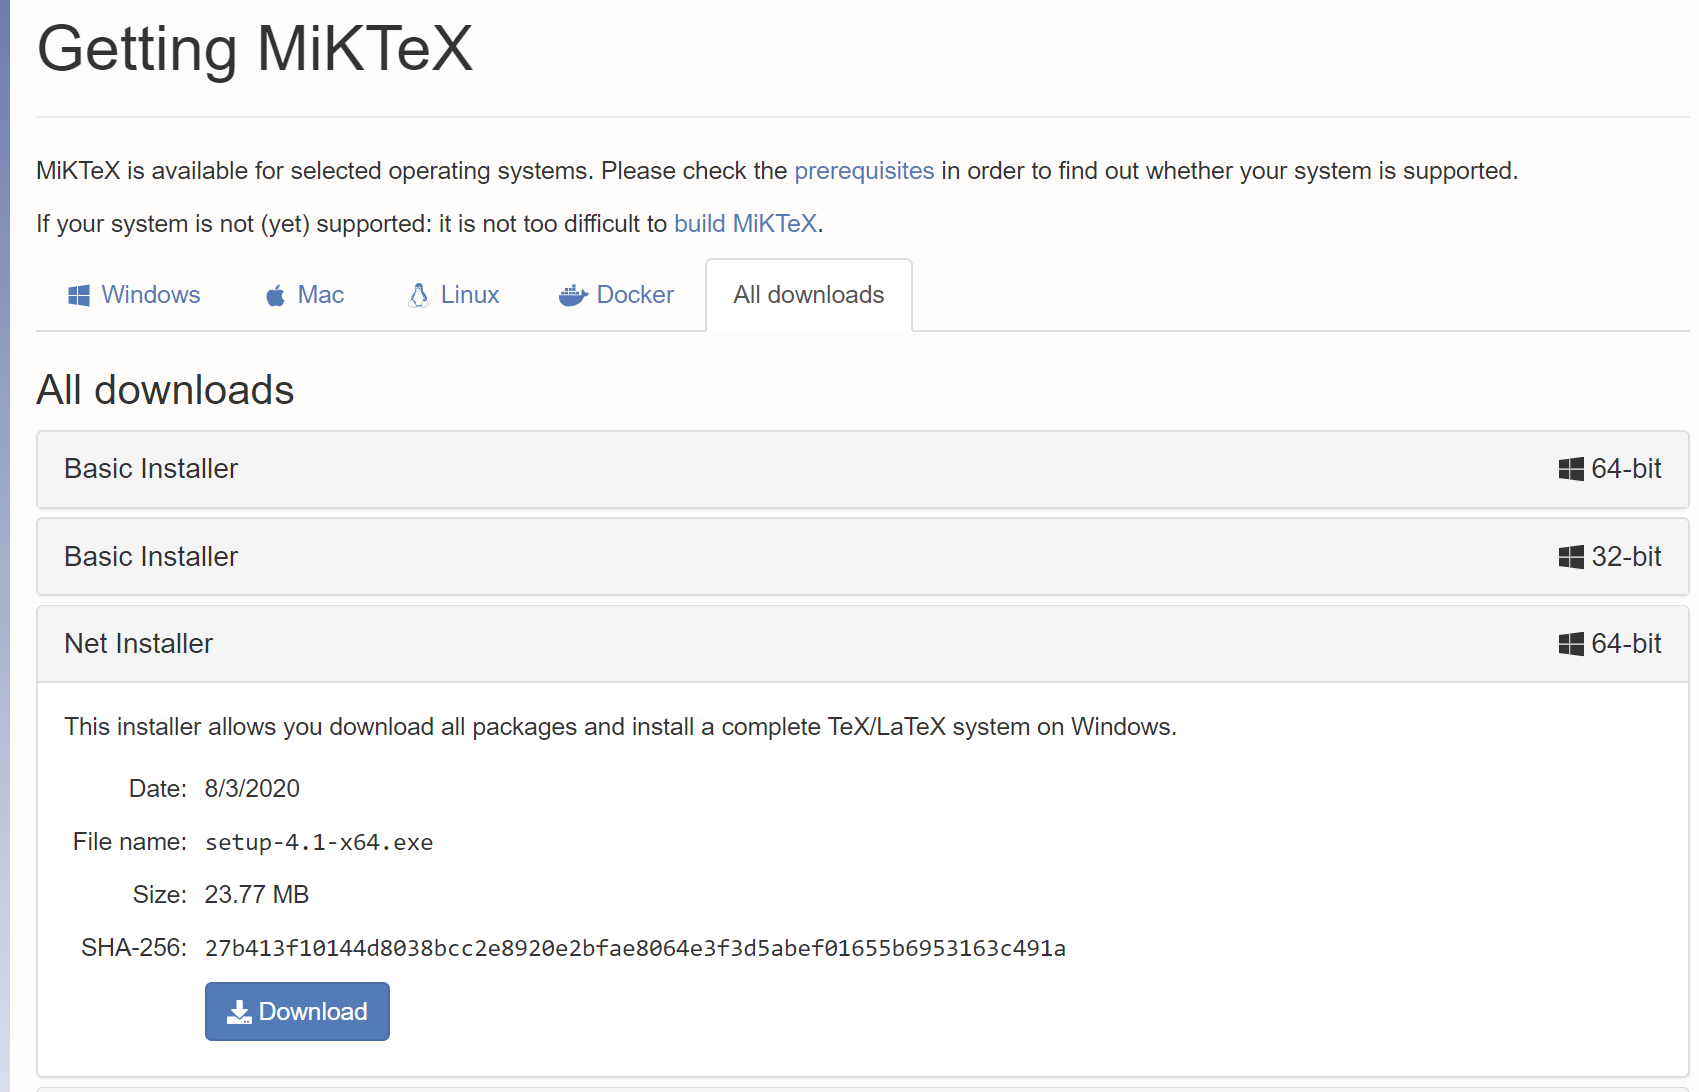 Getting MiKTeX
MiKTeX is available for selected operating systems. Please check the prerequisites in order to find out whether your system is supported.
If your system is not (yet) supported: it is not too difficult to build MiKTeX.
Windows Mac Linux Docker All downloads
All downloads
Basic Installer 64-bit
Basic Installer 32-bit
Net Installer 64-bit
This installer allows you download all packages and install a complete TeX/LaTeX system on Windows.
Date: 8/3/2020
File name: setup-4.1-x64.exe
Size: 23.77 MB
SHA-256: 27b413f10144d8038bcc2e8920e2bfae8064e3f3d5abef01655b6953163c491a
Download